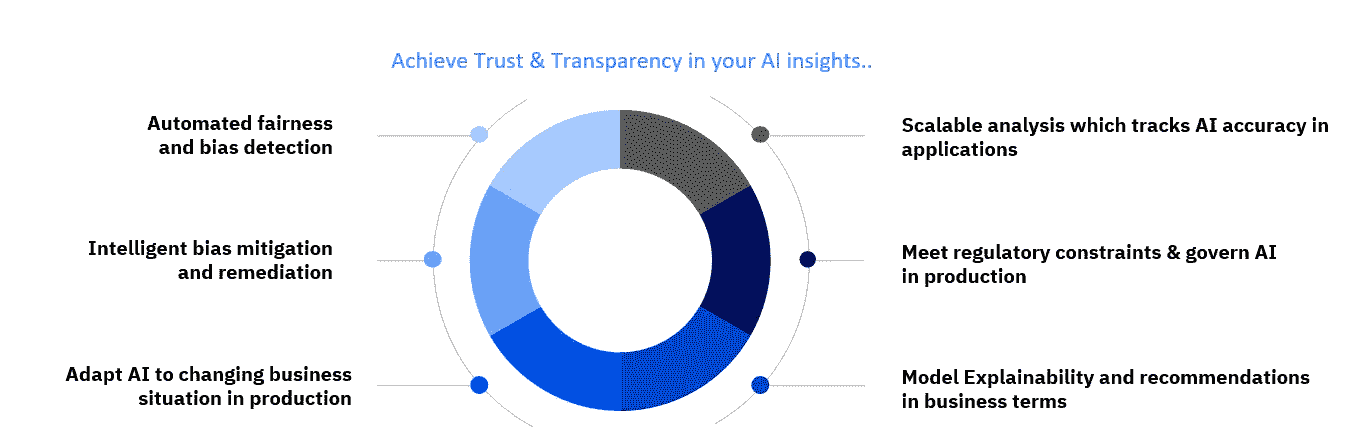 Achieve Trust & Transparency in your AI insights..
Automated fairness
and bias detection
Intelligent bias mitigation
and remediation
Adapt AI to changing business
situation in production
Scalable analysis which tracks AI accuracy in
applications
Meet regulatory constraints & govern AI
in production
Model Explainability and recommendations
in business terms